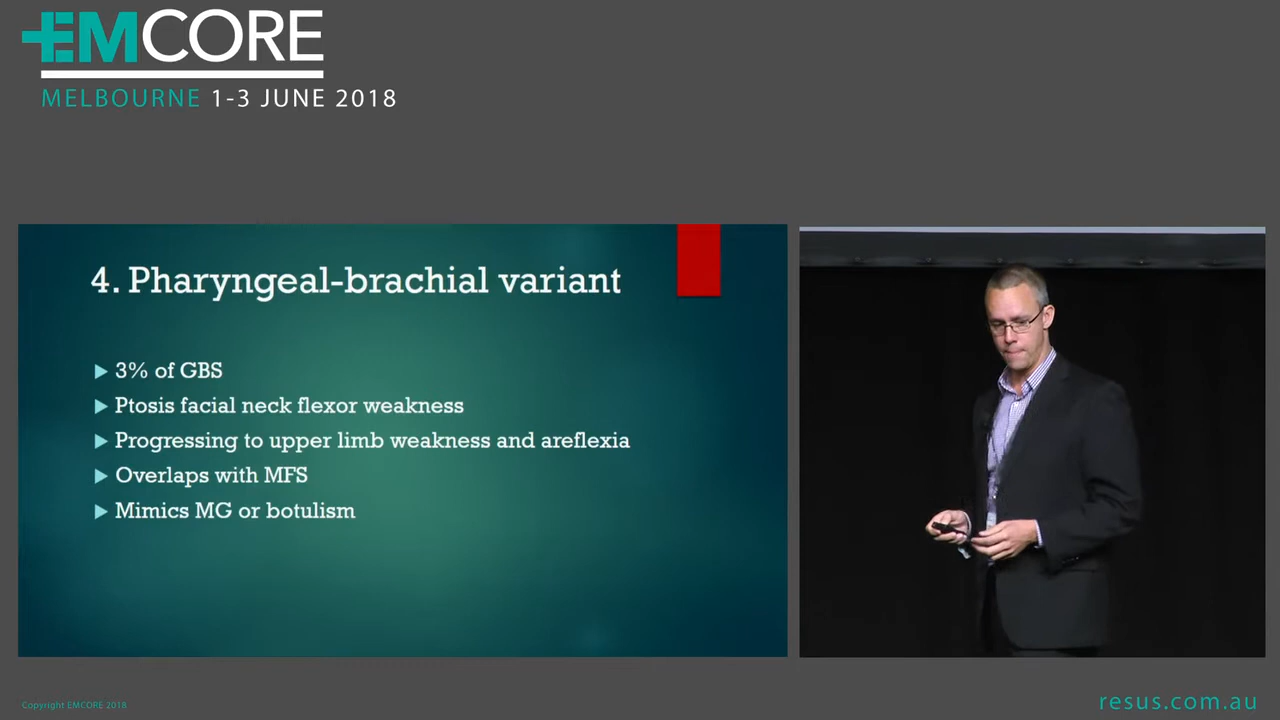 EMCORE
MELBOURNE 1-3 JUNE 2018
4. Pharyngeal-brachial variant
3% of GBS
Ptosis facial neck flexor weakness
Progressing to upper limb weakness and areflexia
Overlaps with MFS
Mimics MG or botulism
Copyright EMCORE 2018
resus.com.au